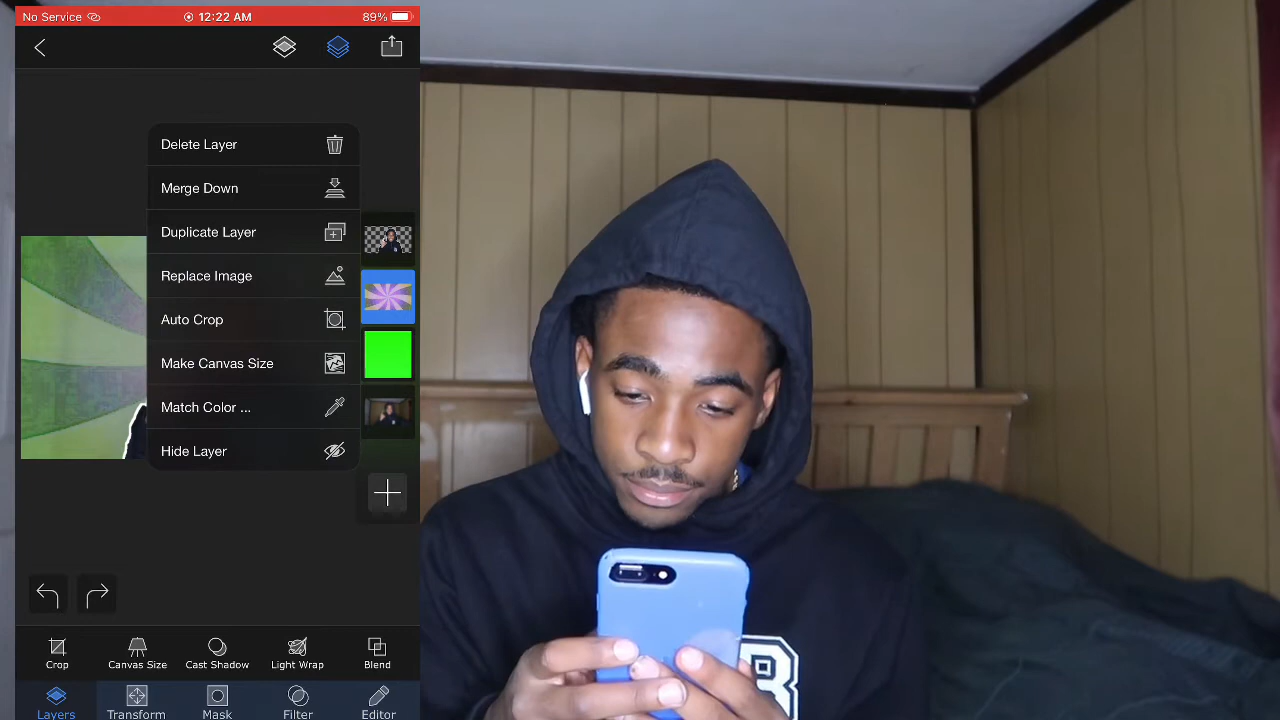 No Service
12:22 AM
89%
Delete Layer
Merge Down
Duplicate Layer
Replace Image
Auto Crop
Make Canvas Size
Match Color ...
Hide Layer
Crop
Canvas Size
Cast Shadow
Light Wrap
Blend
Layers
Transform
Mask
Filter
Editor